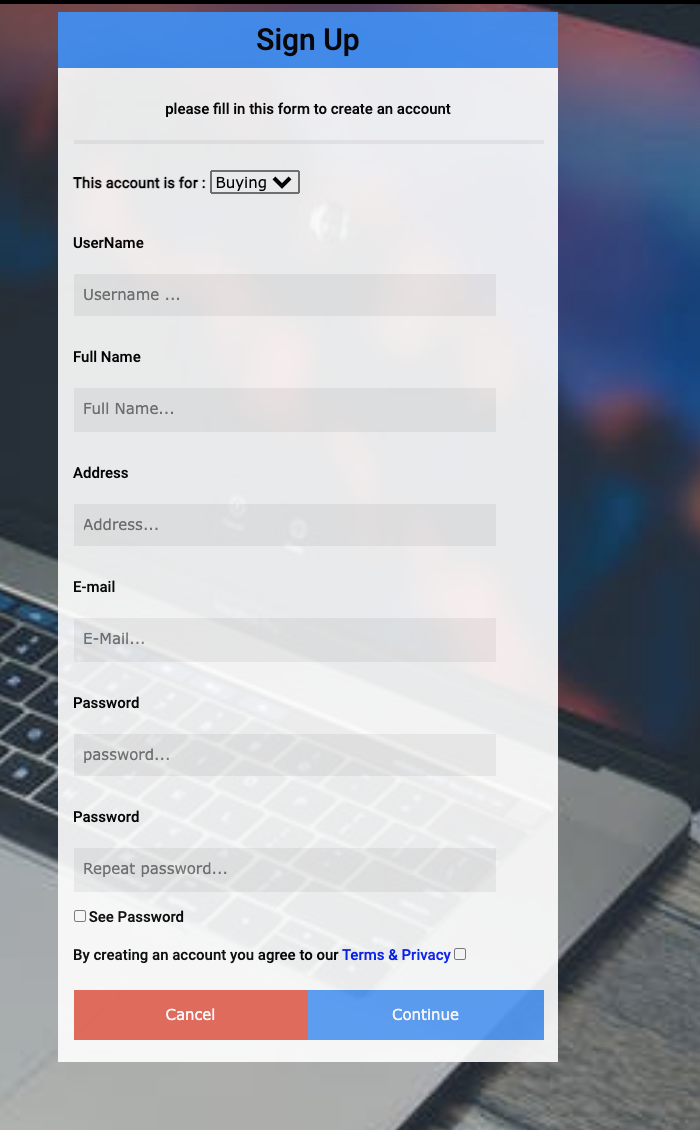 Sign Up
please fill in this form to create an account
This account is for : Buying
UserName
Username ...
Full Name
Full Name...
Address
Address...
E-mail
E-Mail...
Password
password...
Password
Repeat password...
See Password
By creating an account you agree to our Terms & Privacy
Cancel Continue